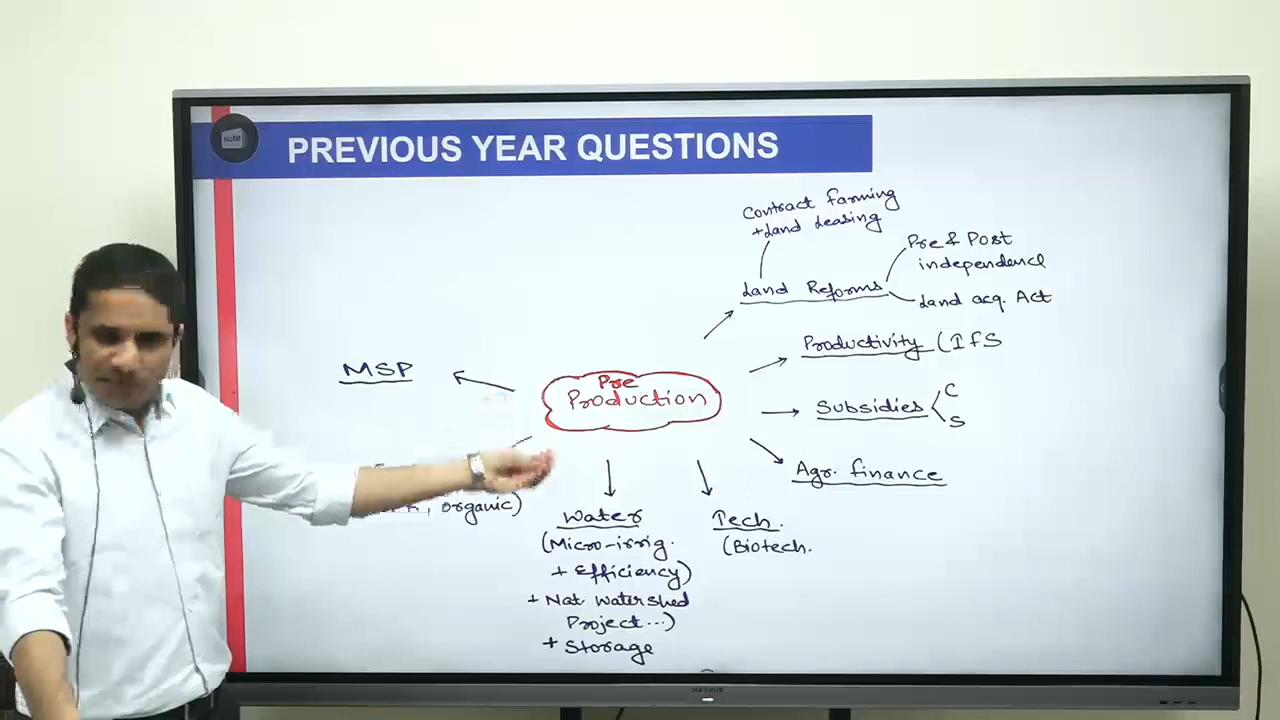 Note
PREVIOUS YEAR QUESTIONS
Contract farming
+Land Leasing
Pre & Post
independence
Land Reforms
Land acq. Act
Productivity (IFS
MSP
Pre
Production
Subsidies
C
S
Agr. finance
, organic)
Water
(Micro-irrig.
+ Efficiency)
+ Nat Watershed
Project...)
+ Storage
Tech.
(Biotech.